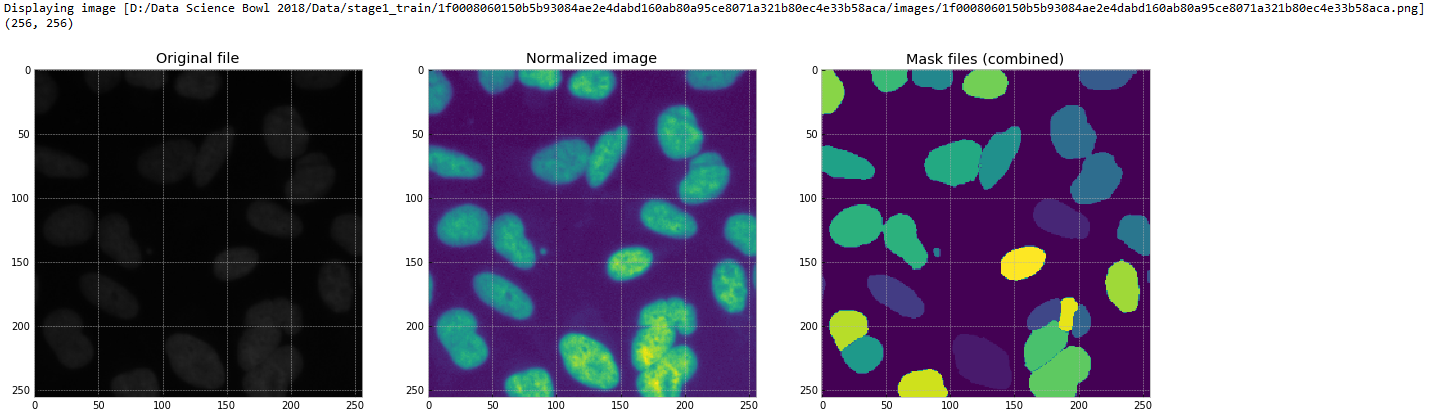 Displaying image [D:/Data Science Bowl 2018/Data/stage1_train/1f0008060150b5b93084ae2e4dabd160ab80a95ce8071a321b80ec4e33b58aca/images/1f0008060150b5b93084ae2e4dabd160ab80a95ce8071a321b80ec4e33b58aca.png]
(256, 256)
Original file
0
50
100
150
200
250
0 50 100 150 200 250
Normalized image
0
50
100
150
200
250
0 50 100 150 200 250
Mask files (combined)
0
50
100
150
200
250
0 50 100 150 200 250